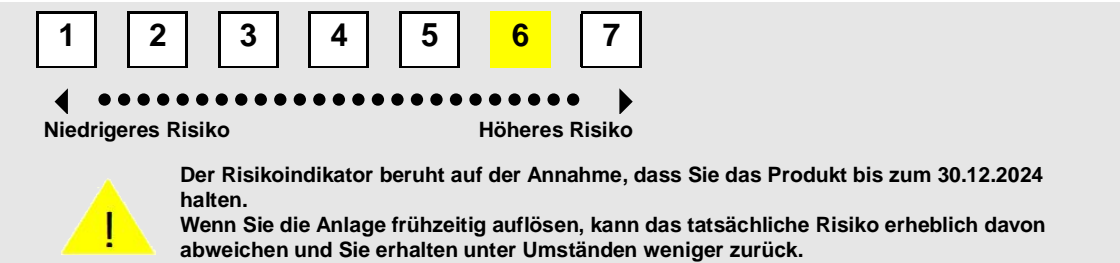 1 2 3 4 5 6 7
Niedrigeres Risiko Höheres Risiko
Der Risikoindikator beruht auf der Annahme, dass Sie das Produkt bis zum 30.12.2024
halten.
Wenn Sie die Anlage frühzeitig auflösen, kann das tatsächliche Risiko erheblich davon
abweichen und Sie erhalten unter Umständen weniger zurück.
!